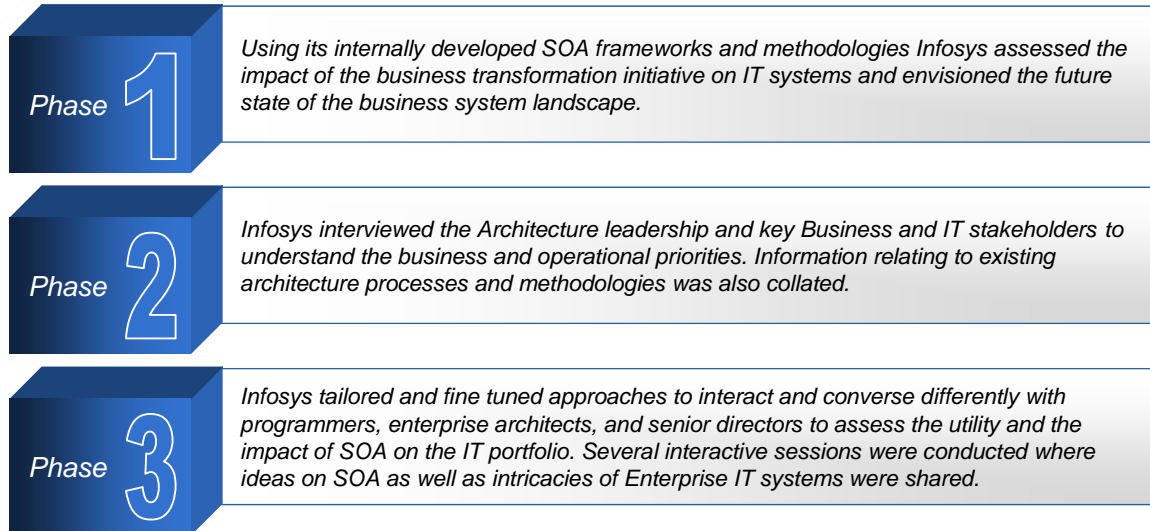 Phase 1
Using its internally developed SOA frameworks and methodologies Infosys assessed the
impact of the business transformation initiative on IT systems and envisioned the future
state of the business system landscape.
Phase 2
Infosys interviewed the Architecture leadership and key Business and IT stakeholders to
understand the business and operational priorities. Information relating to existing
architecture processes and methodologies was also collated.
Phase 3
Infosys tailored and fine tuned approaches to interact and converse differently with
programmers, enterprise architects, and senior directors to assess the utility and the
impact of SOA on the IT portfolio. Several interactive sessions were conducted where
ideas on SOA as well as intricacies of Enterprise IT systems were shared.